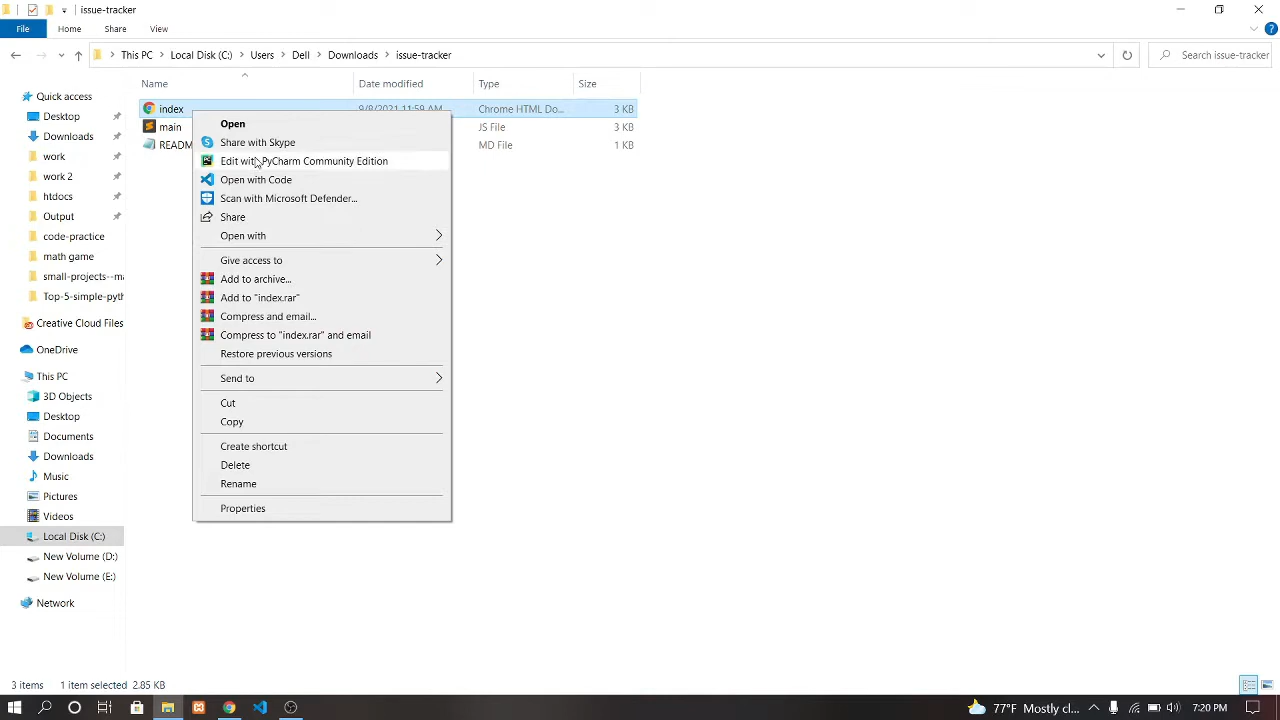 issue-tracker
File Home Share View
This PC Local Disk (C:) Users Dell Downloads issue-tracker
Search issue-tracker
Name Date modified Type Size
Quick access
Desktop
Downloads
work
work 2
htdocs
Output
code-practice
math game
small-projects--ma
Top-5-simple-pyth
Creative Cloud Files
OneDrive
This PC
3D Objects
Desktop
Documents
Downloads
Music
Pictures
Videos
Local Disk (C:)
New Volume (D:)
New Volume (E:)
Network
index 9/8/2021 11:59 AM Chrome HTML Do... 3 KB
main JS File 3 KB
READM MD File 1 KB
Open
Share with Skype
Edit with PyCharm Community Edition
Open with Code
Scan with Microsoft Defender...
Share
Open with
Give access to
Add to archive...
Add to "index.rar"
Compress and email...
Compress to "index.rar" and email
Restore previous versions
Send to
Cut
Copy
Create shortcut
Delete
Rename
Properties
3 items 1 item selected 2.85 KB
77°F Mostly cl... 7:20 PM